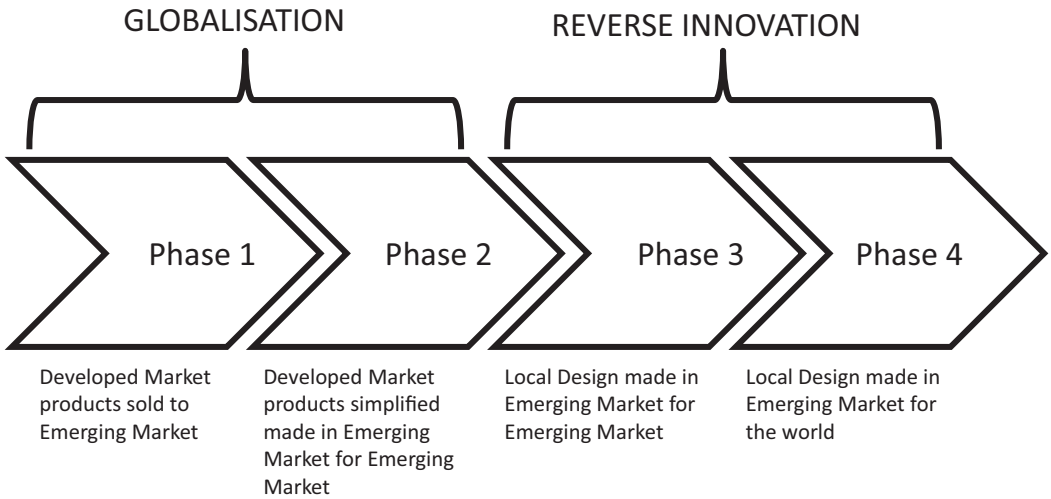 GLOBALISATION
REVERSE INNOVATION
Phase 1
Phase 2
Phase 3
Phase 4
Developed Market
products sold to
Emerging Market
Developed Market
products simplified
made in Emerging
Market for Emerging
Market
Local Design made in
Emerging Market for
Emerging Market
Local Design made in
Emerging Market for
the world